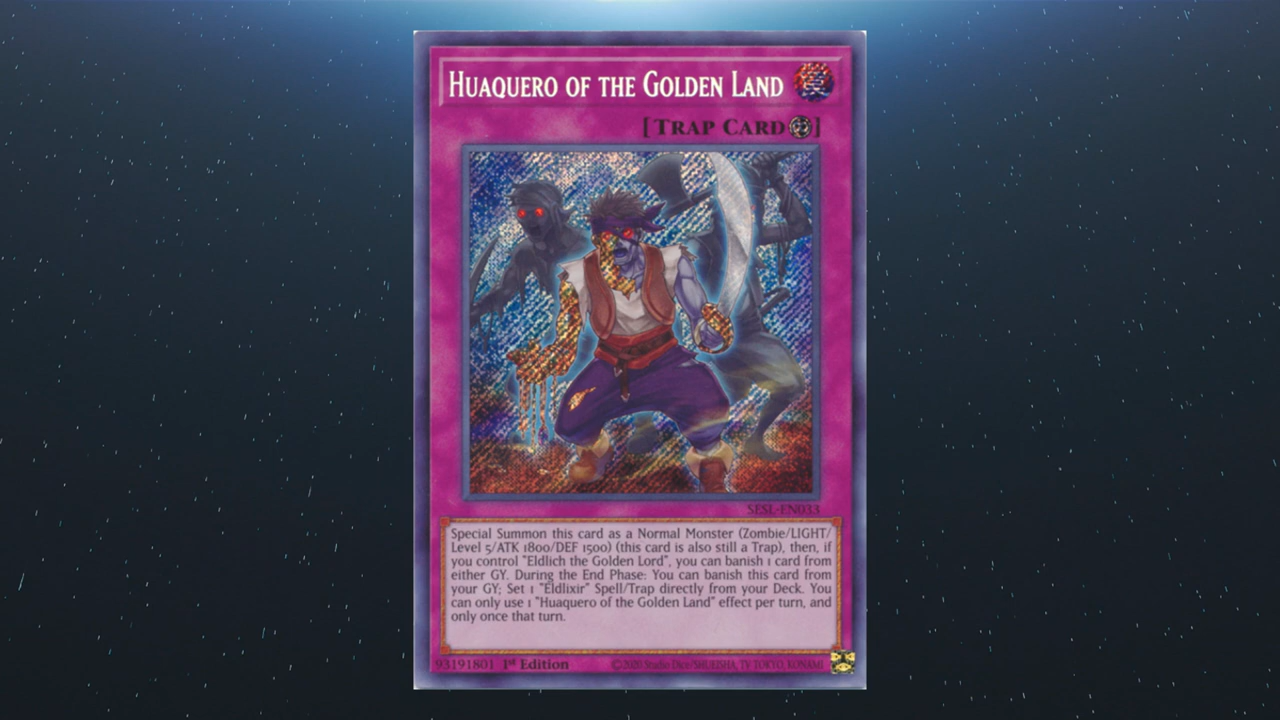 HUAQUERO OF THE GOLDEN LAND
[TRAP CARD]
SESL-EN033
Special Summon this card as a Normal Monster (Zombie/LIGHT/
Level 5/ATK 1800/DEF 1500) (this card is also still a Trap), then, if
you control "Eldlich the Golden Lord", you can banish 1 card from
either GY. During the End Phase: You can banish this card from
your GY; Set 1 "Eldlixir" Spell/Trap directly from your Deck. You
can only use 1 "Huaquero of the Golden Land" effect per turn, and
only once that turn.
93191801 1st Edition ©2020 Studio Dice/SHUEISHA, TV TOKYO, KONAMI